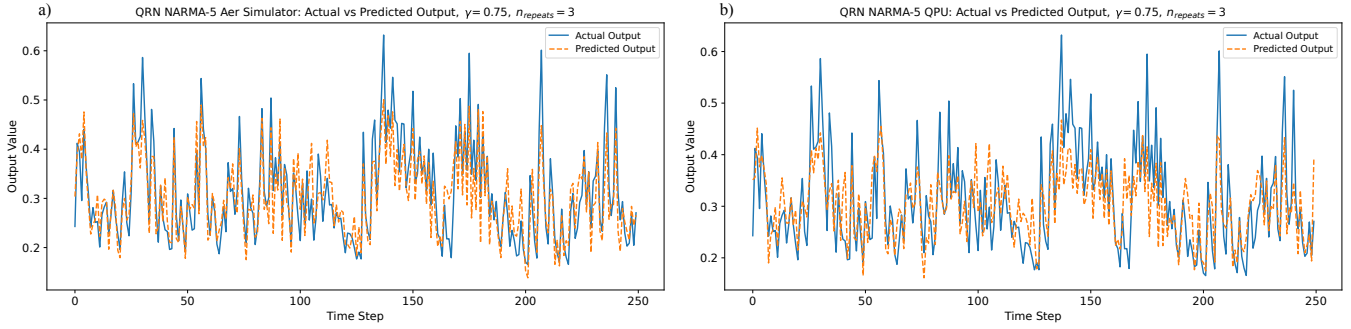 a)
QRN NARMA-5 Aer Simulator: Actual vs Predicted Output, γ = 0.75, n_repeats = 3
Actual Output
Predicted Output
Output Value
0.6
0.5
0.4
0.3
0.2
0
50
100
150
200
250
Time Step
b)
QRN NARMA-5 QPU: Actual vs Predicted Output, γ = 0.75, n_repeats = 3
Actual Output
Predicted Output
Output Value
0.6
0.5
0.4
0.3
0.2
0
50
100
150
200
250
Time Step